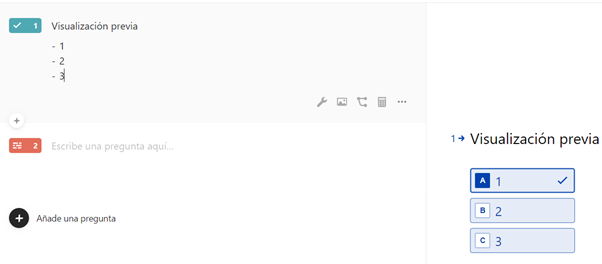 1 Visualización previa
- 1
- 2
- 3
2 Escribe una pregunta aquí...
Añade una pregunta
1 Visualización previa
A 1
B 2
C 3